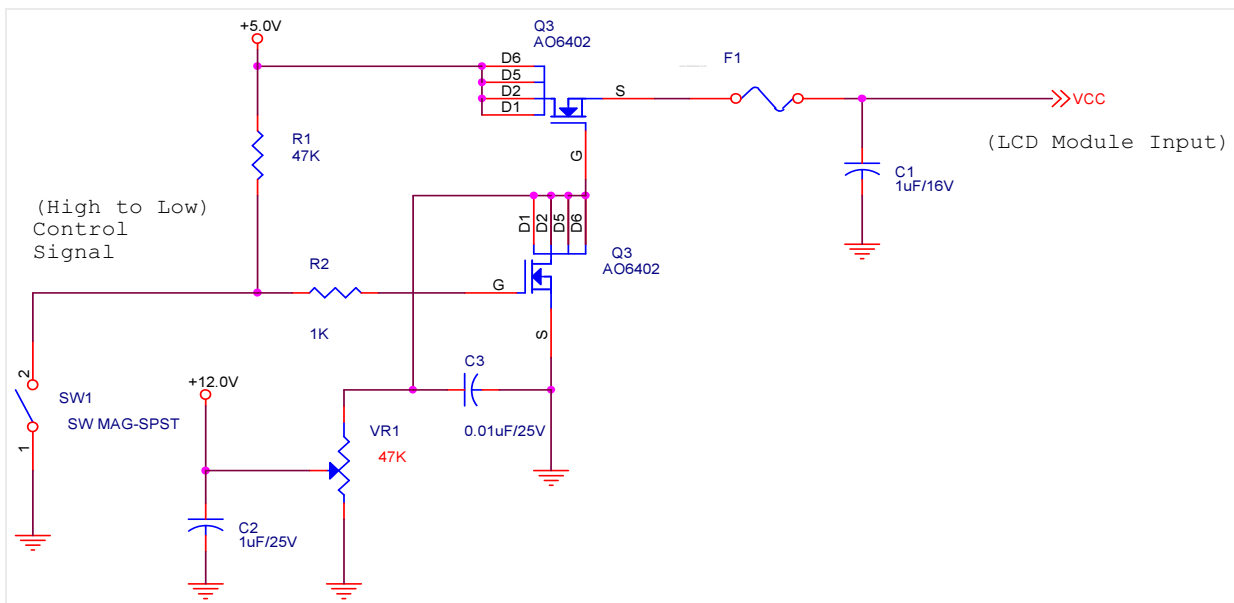 +5.0V
Q3
AO6402
D6
D5
D2
D1
S
G
F1
VCC
(LCD Module Input)
R1
47K
C1
1uF/16V
(High to Low)
Control
Signal
D1
D2
D5
D6
Q3
AO6402
R2
1K
G
S
C3
0.01uF/25V
+12.0V
2
SW1
SW MAG-SPST
1
VR1
47K
C2
1uF/25V